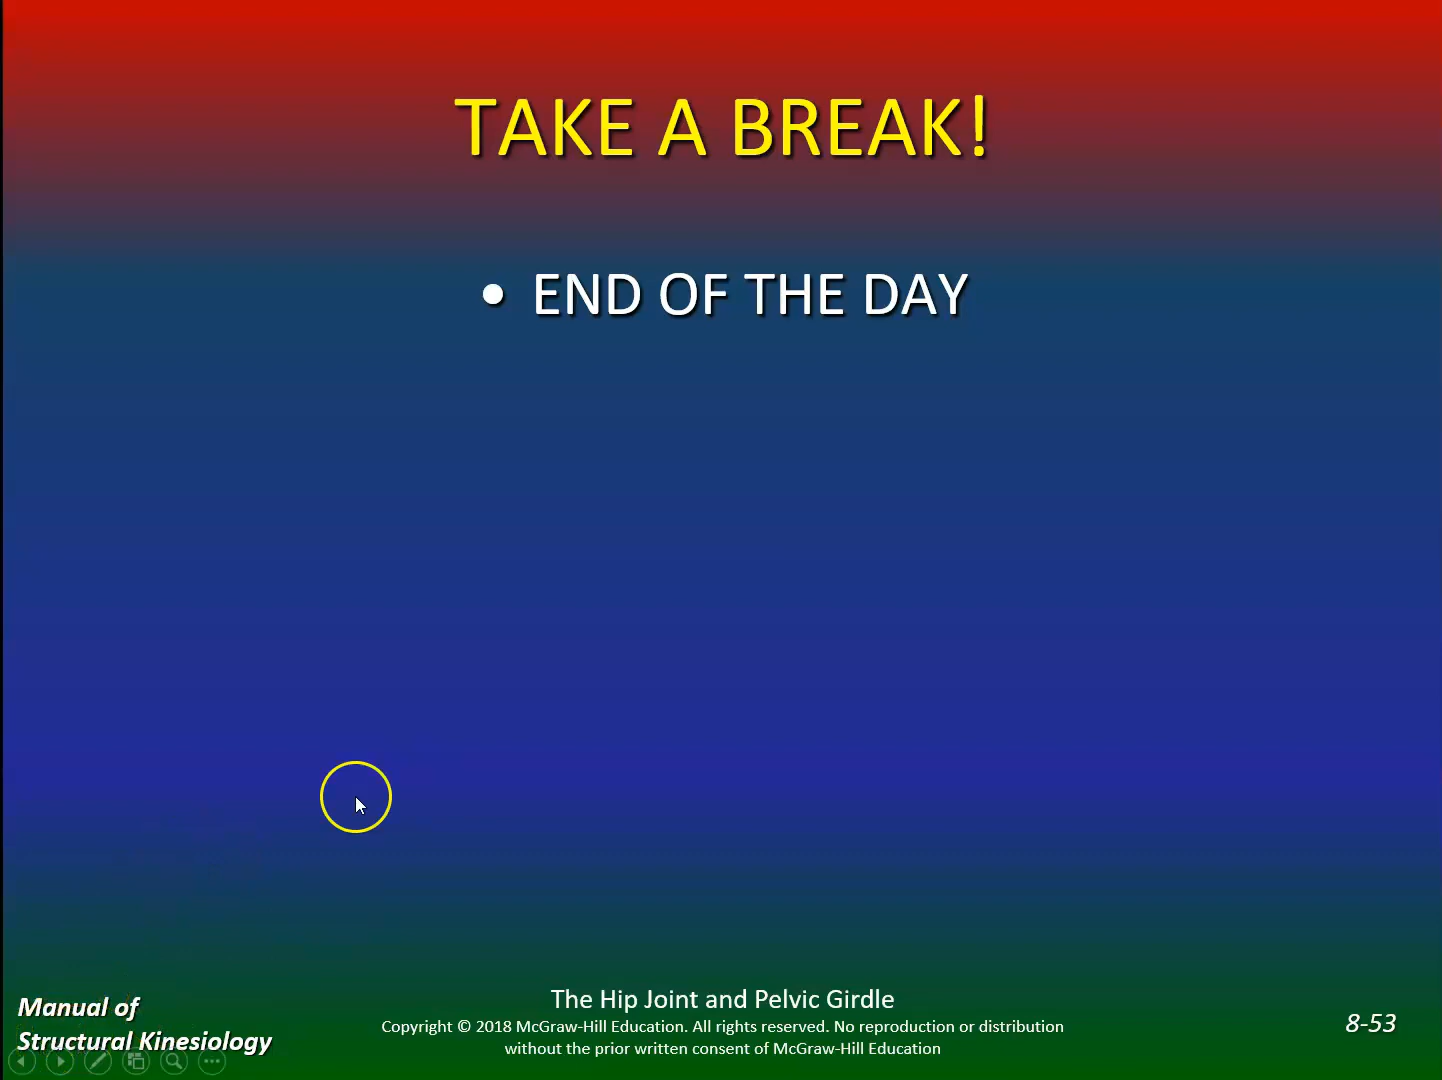 TAKE A BREAK!
• END OF THE DAY
Manual of
Structural Kinesiology
The Hip Joint and Pelvic Girdle
Copyright © 2018 McGraw-Hill Education. All rights reserved. No reproduction or distribution
without the prior written consent of McGraw-Hill Education
8-53